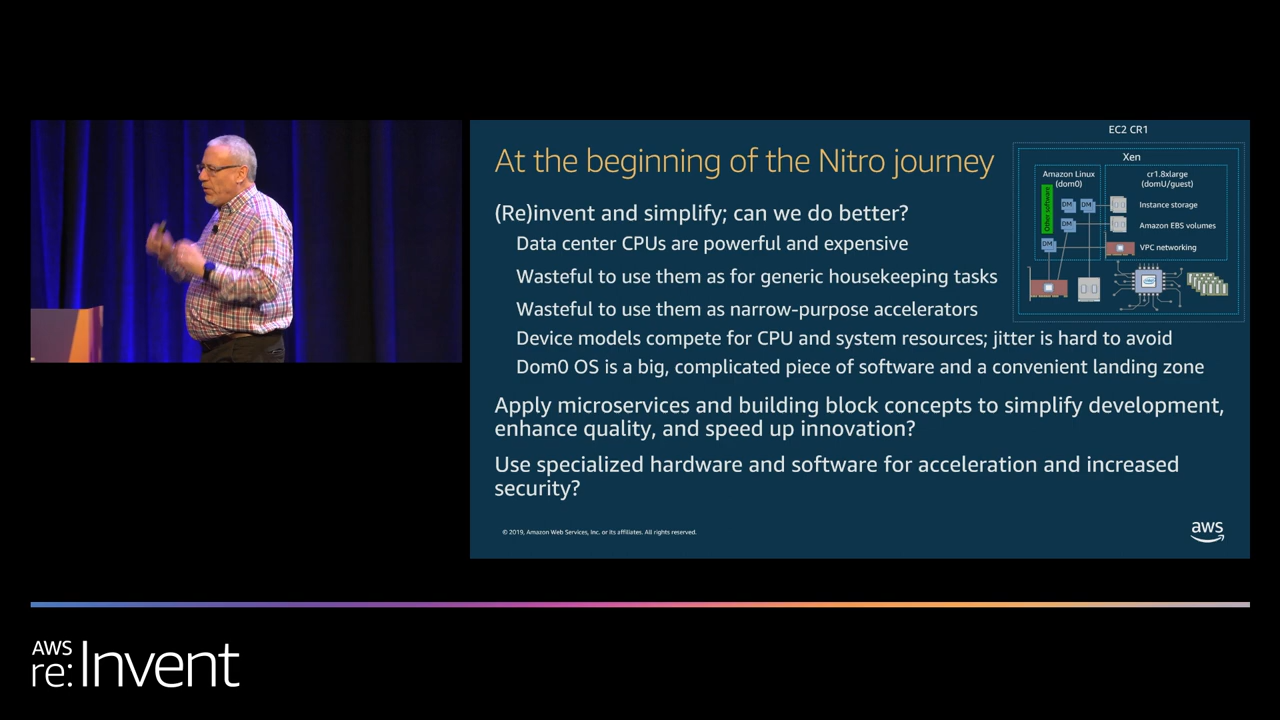 At the beginning of the Nitro journey
(Re)invent and simplify; can we do better?
Data center CPUs are powerful and expensive
Wasteful to use them as for generic housekeeping tasks
Wasteful to use them as narrow-purpose accelerators
Device models compete for CPU and system resources; jitter is hard to avoid
Dom0 OS is a big, complicated piece of software and a convenient landing zone
Apply microservices and building block concepts to simplify development,
enhance quality, and speed up innovation?
Use specialized hardware and software for acceleration and increased
security?
EC2 CR1
Xen
Amazon Linux
(dom0)
cr1.8xlarge
(domU/guest)
Other software
DM
DM
DM
DM
Instance storage
Amazon EBS volumes
VPC networking
© 2019, Amazon Web Services, Inc. or its affiliates. All rights reserved.
aws
AWS
re:Invent